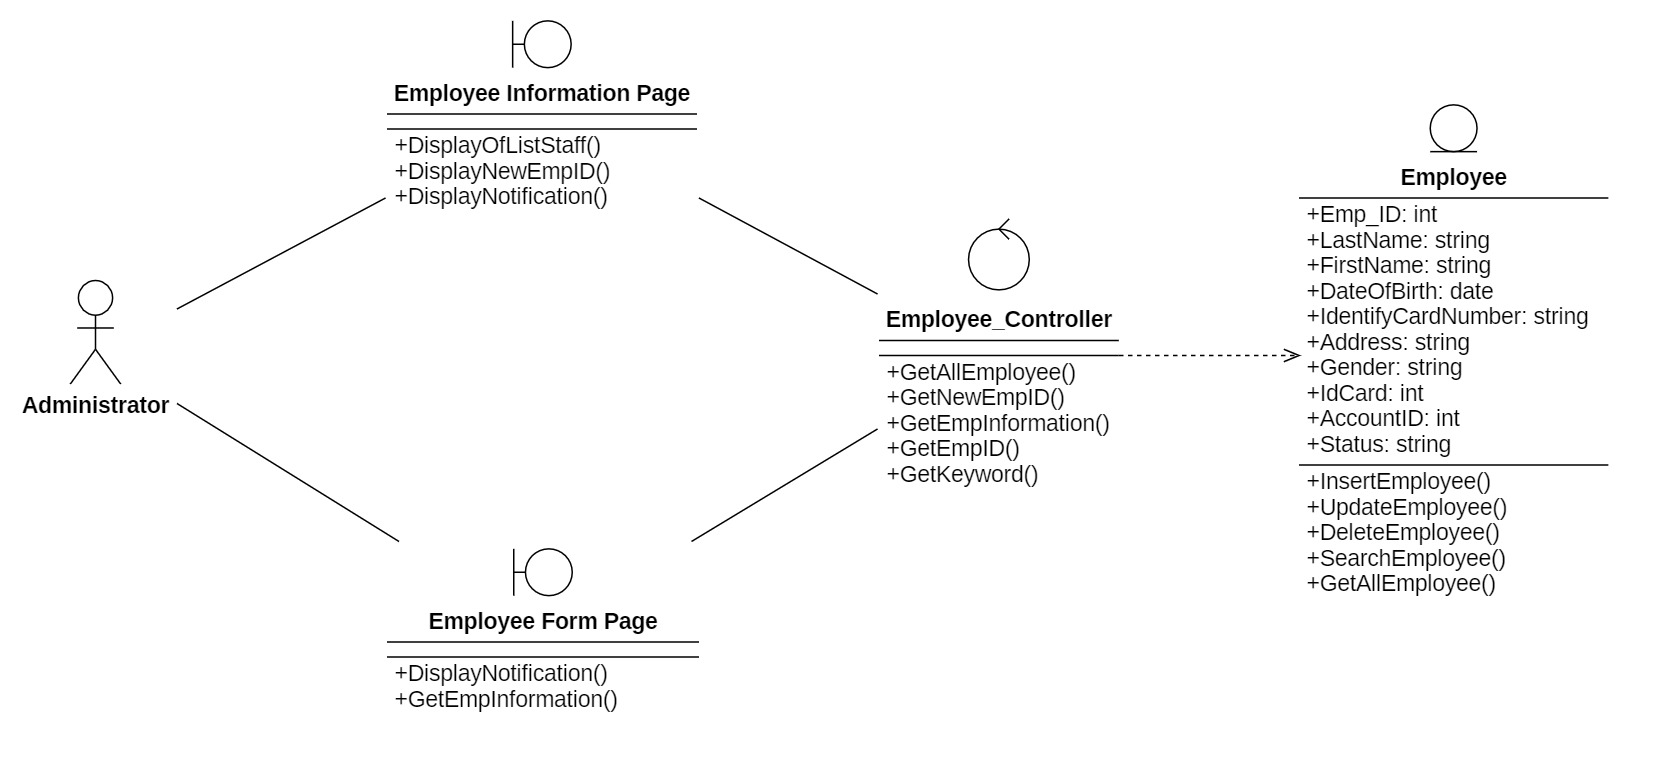 Employee Information Page
+DisplayOfListStaff()
+DisplayNewEmpID()
+DisplayNotification()
Administrator
Employee Form Page
+DisplayNotification()
+GetEmpInformation()
Employee_Controller
+GetAllEmployee()
+GetNewEmpID()
+GetEmpInformation()
+GetEmpID()
+GetKeyword()
Employee
+Emp_ID: int
+LastName: string
+FirstName: string
+DateOfBirth: date
+IdentifyCardNumber: string
+Address: string
+Gender: string
+IdCard: int
+AccountID: int
+Status: string
+InsertEmployee()
+UpdateEmployee()
+DeleteEmployee()
+SearchEmployee()
+GetAllEmployee()